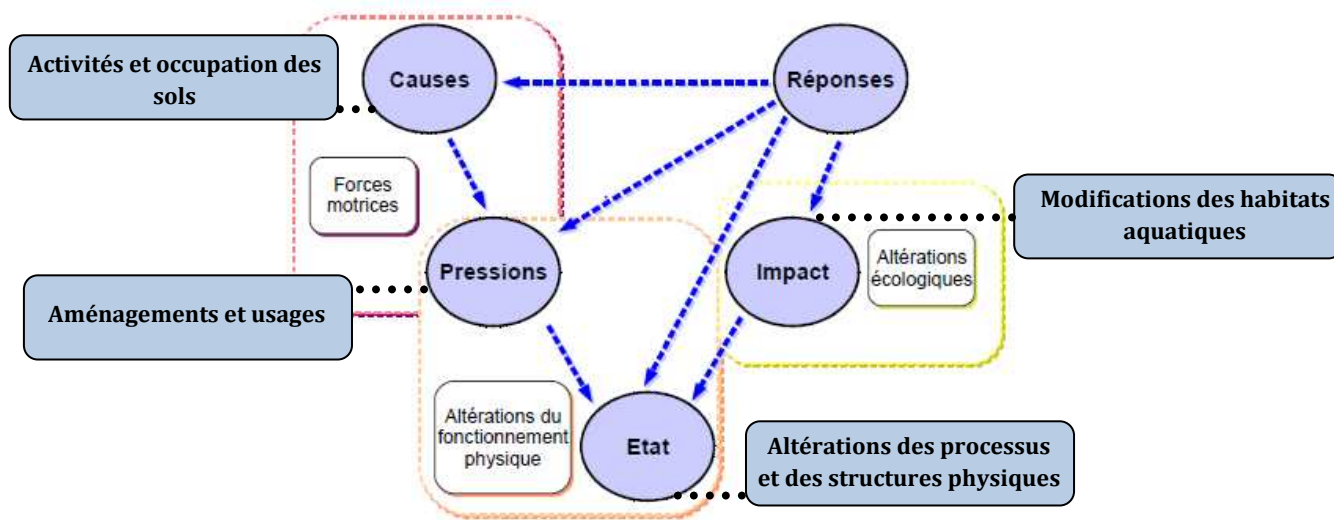 Activités et occupation des
sols
Causes
Réponses
Forces
motrices
Modifications des habitats
aquatiques
Pressions
Impact
Altérations
écologiques
Aménagements et usages
Altérations du
fonctionnement
physique
Etat
Altérations des processus
et des structures physiques